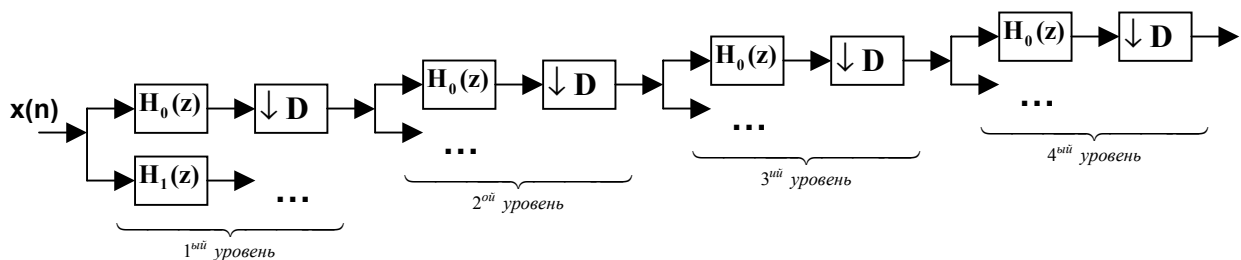 x(n)
H₀(z)
↓ D
H₁(z)
...
1ый уровень
H₀(z)
↓ D
...
2ой уровень
H₀(z)
↓ D
...
3ий уровень
H₀(z)
↓ D
...
4ый уровень